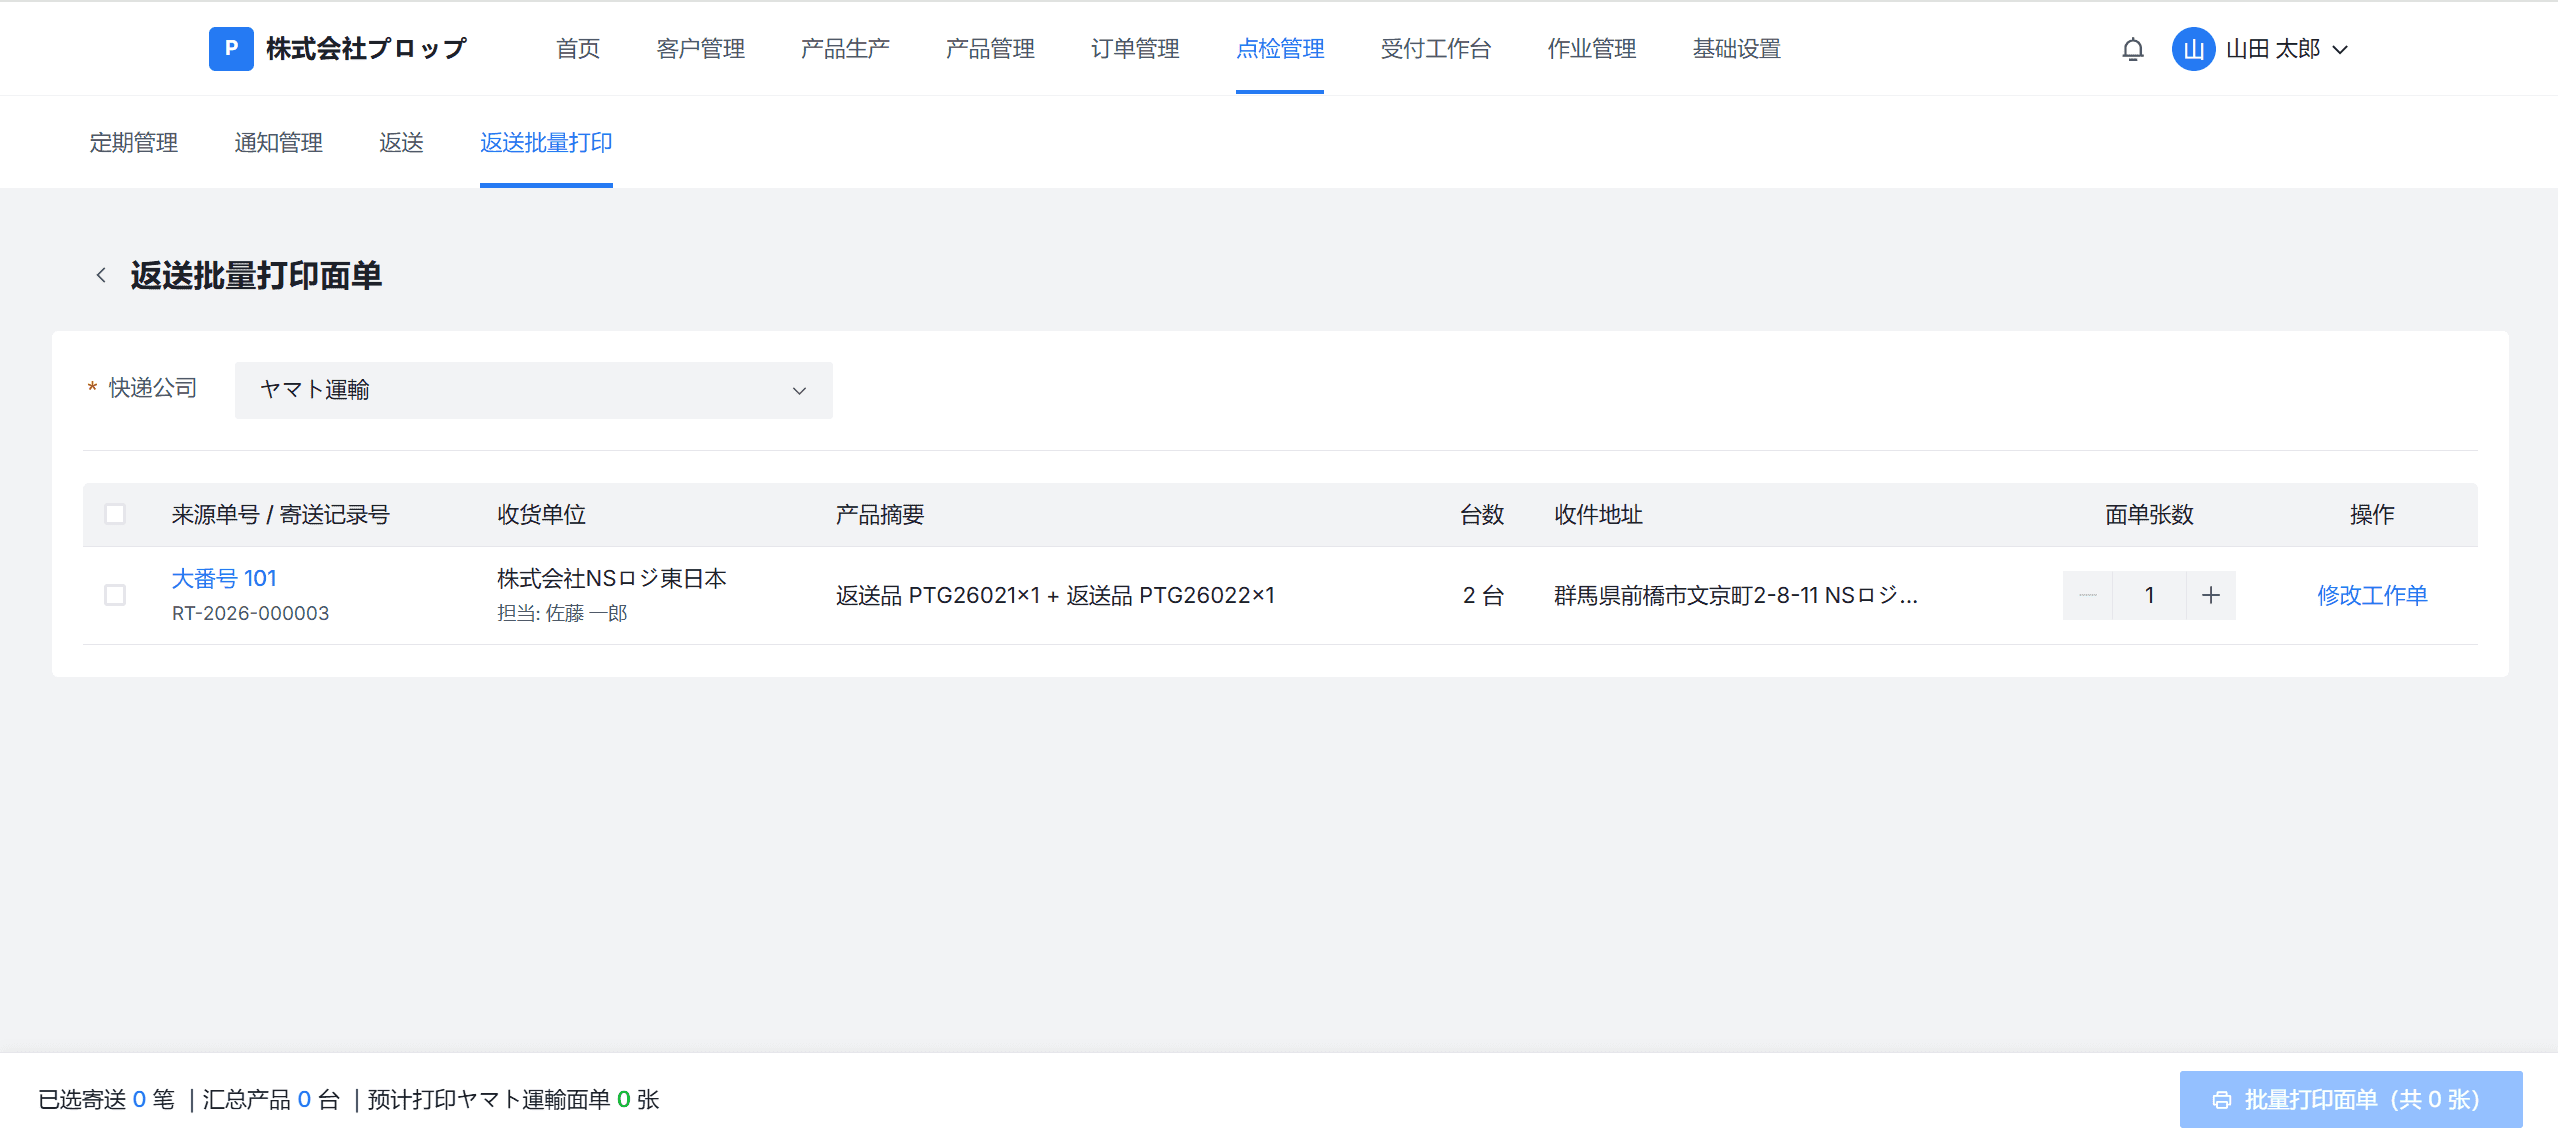 P 株式会社プロップ 首页 客户管理 产品生产 产品管理 订单管理 点检管理 受付工作台 作业管理 基础设置 山 山田 太郎
定期管理 通知管理 返送 返送批量打印
返送批量打印面单
* 快递公司 ヤマト運輸
来源单号 / 寄送记录号 收货单位 产品摘要 台数 收件地址 面单张数 操作
大番号 101 株式会社NSロジ東日本
RT-2026-000003 担当: 佐藤 一郎
返送品 PTG26021×1 + 返送品 PTG26022×1 2 台 群馬県前橋市文京町2-8-11 NSロジ... 1 修改工作单
已选寄送 0 笔 | 汇总产品 0 台 | 预计打印ヤマト運輸面单 0 张 批量打印面单（共 0 张）